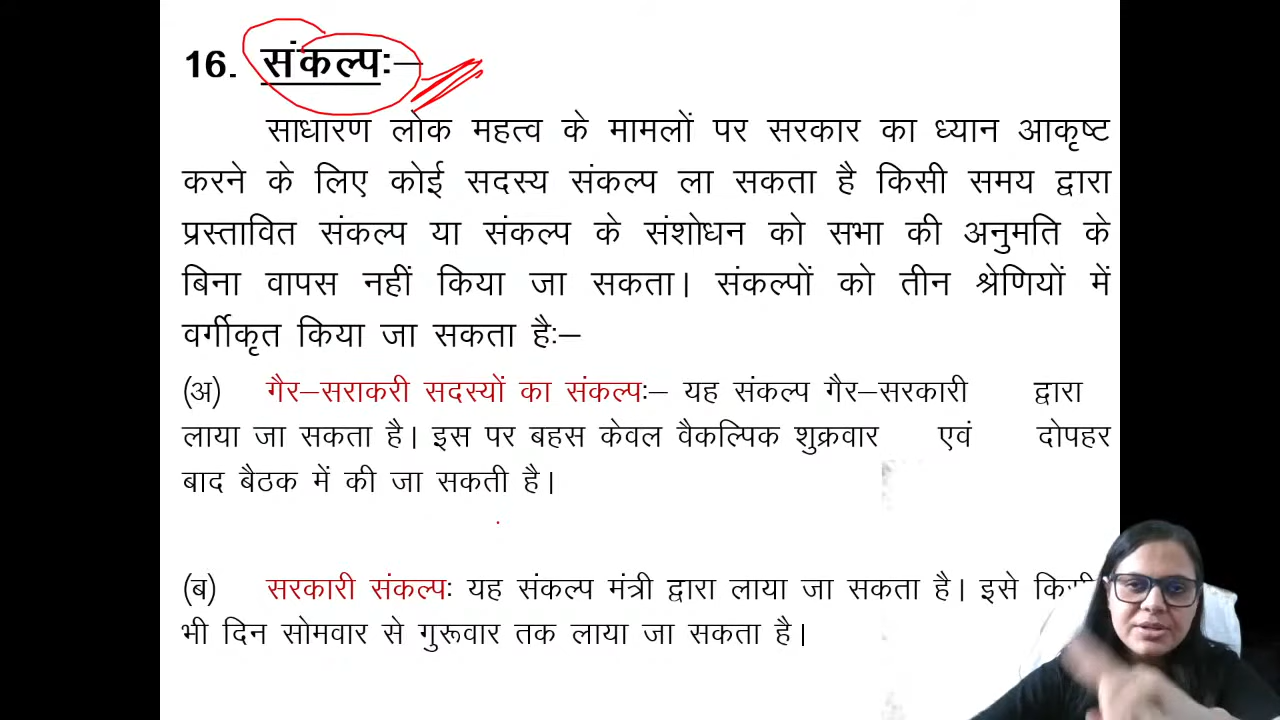 16. संकल्पः–
साधारण लोक महत्व के मामलों पर सरकार का ध्यान आकृष्ट
करने के लिए कोई सदस्य संकल्प ला सकता है किसी समय द्वारा
प्रस्तावित संकल्प या संकल्प के संशोधन को सभा की अनुमति के
बिना वापस नहीं किया जा सकता। संकल्पों को तीन श्रेणियों में
वर्गीकृत किया जा सकता हैः–
(अ) गैर–सराकरी सदस्यों का संकल्पः– यह संकल्प गैर–सरकारी द्वारा
लाया जा सकता है। इस पर बहस केवल वैकल्पिक शुक्रवार एवं दोपहर
बाद बैठक में की जा सकती है।
(ब) सरकारी संकल्पः यह संकल्प मंत्री द्वारा लाया जा सकता है। इसे
भी दिन सोमवार से गुरूवार तक लाया जा सकता है।